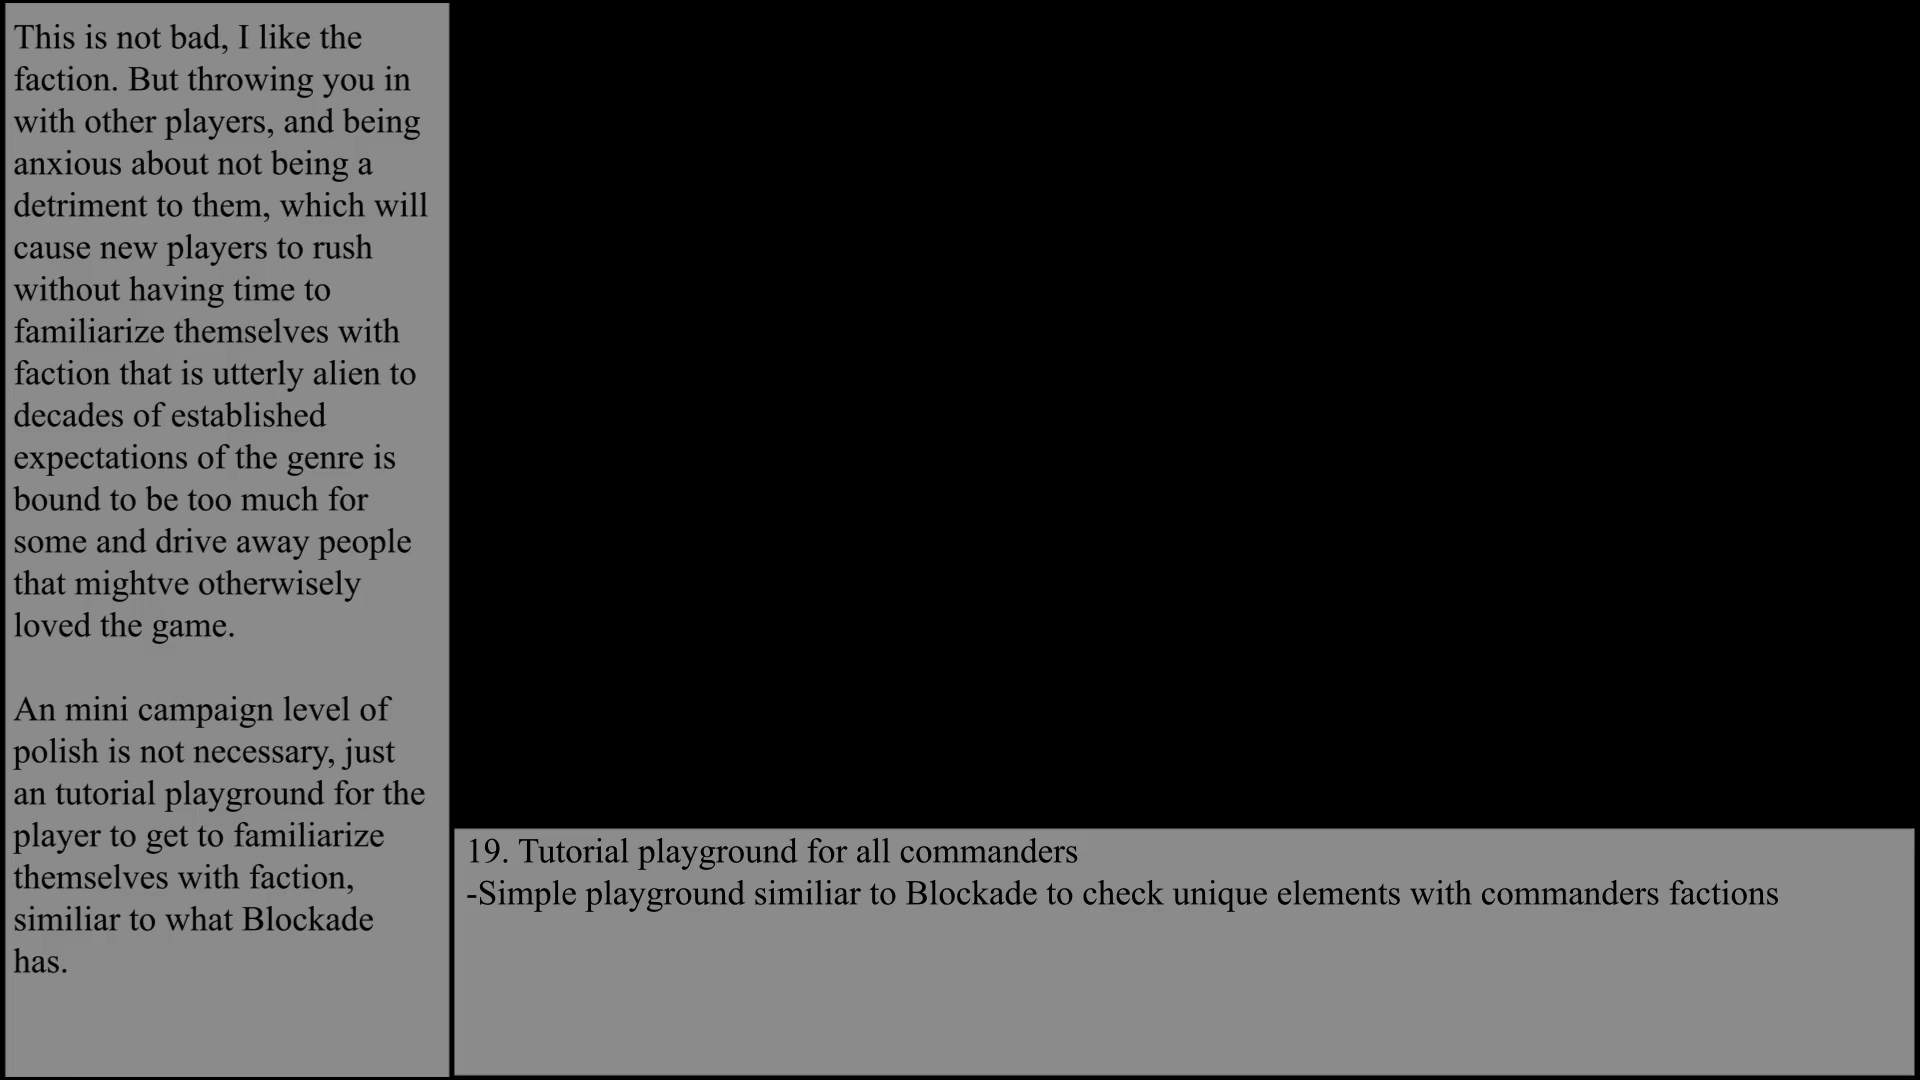 This is not bad, I like the
faction. But throwing you in
with other players, and being
anxious about not being a
detriment to them, which will
cause new players to rush
without having time to
familiarize themselves with
faction that is utterly alien to
decades of established
expectations of the genre is
bound to be too much for
some and drive away people
that mightve otherwisely
loved the game.
An mini campaign level of
polish is not necessary, just
an tutorial playground for the
player to get to familiarize
themselves with faction,
similiar to what Blockade
has.
19. Tutorial playground for all commanders
-Simple playground similiar to Blockade to check unique elements with commanders factions